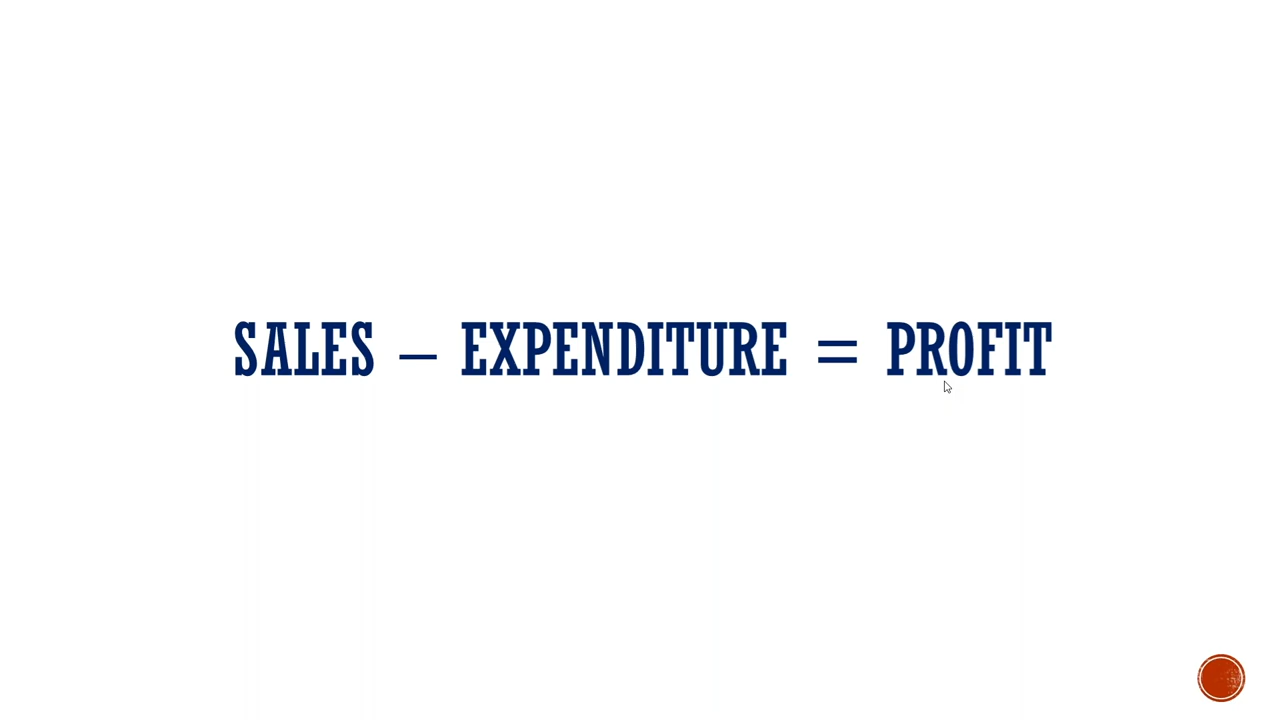 SALES – EXPENDITURE = PROFIT